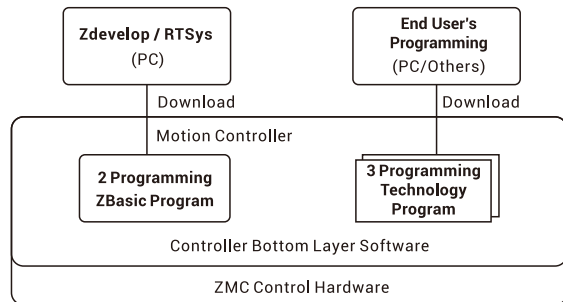 Zdevelop / RTSys
(PC)
End User's
Programming
(PC/Others)
Download
Download
Motion Controller
2 Programming
ZBasic Program
3 Programming
Technology
Program
Controller Bottom Layer Software
ZMC Control Hardware